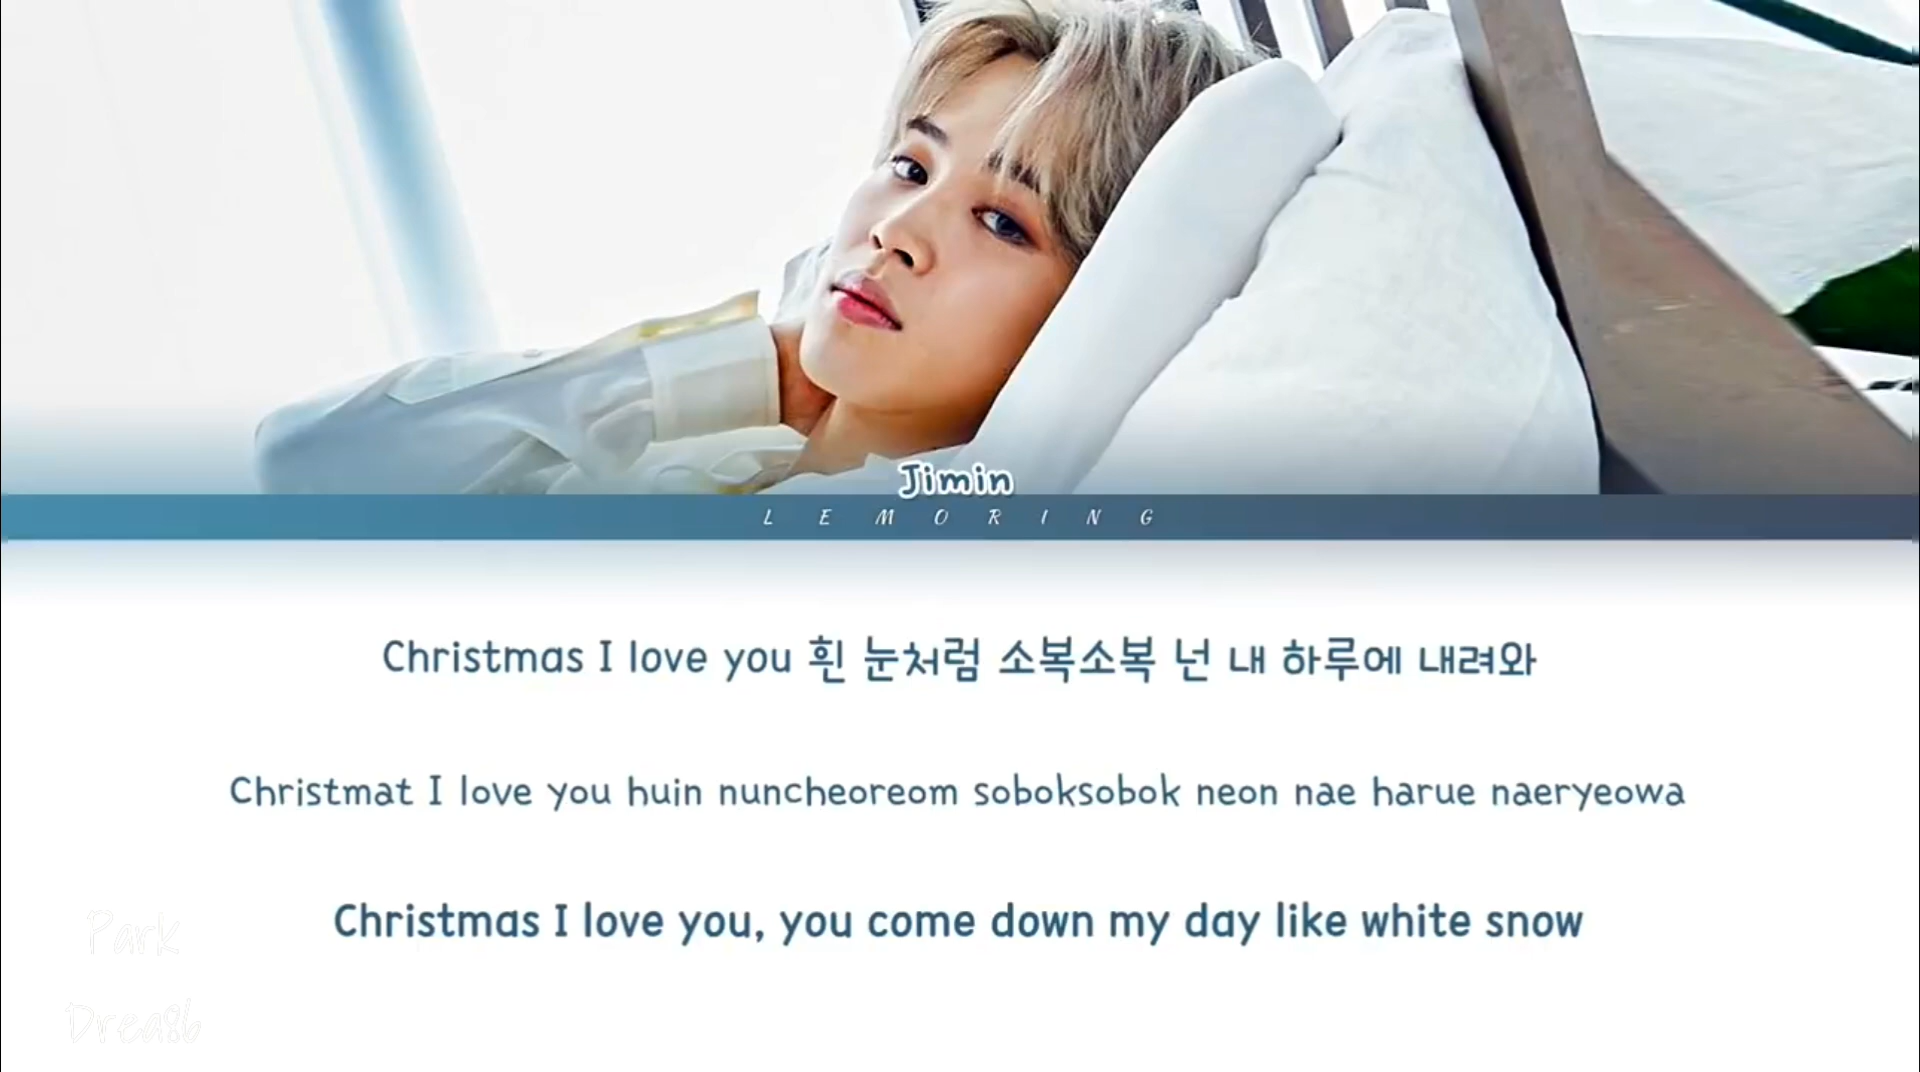 Jimin
LEMORING
Christmas I love you 흰 눈처럼 소복소복 넌 내 하루에 내려와
Christmat I love you huin nuncheoreom soboksobok neon nae harue naeryeowa
Christmas I love you, you come down my day like white snow
Park
Drea86